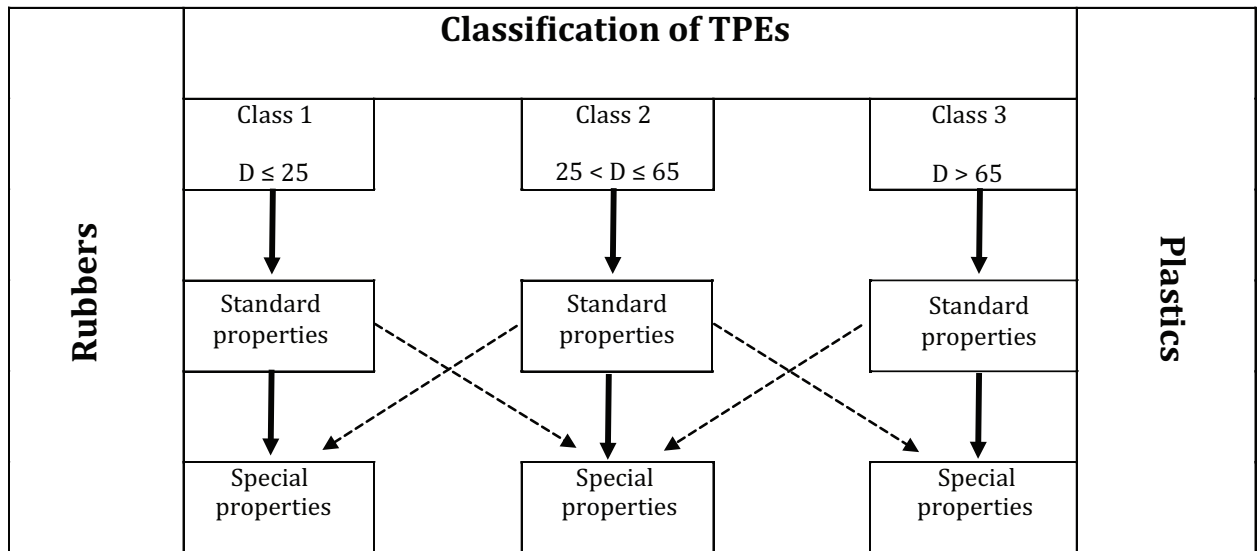 Classification of TPEs
Rubbers
Class 1
D ≤ 25
Class 2
25 < D ≤ 65
Class 3
D > 65
Plastics
Standard
properties
Standard
properties
Standard
properties
Special
properties
Special
properties
Special
properties